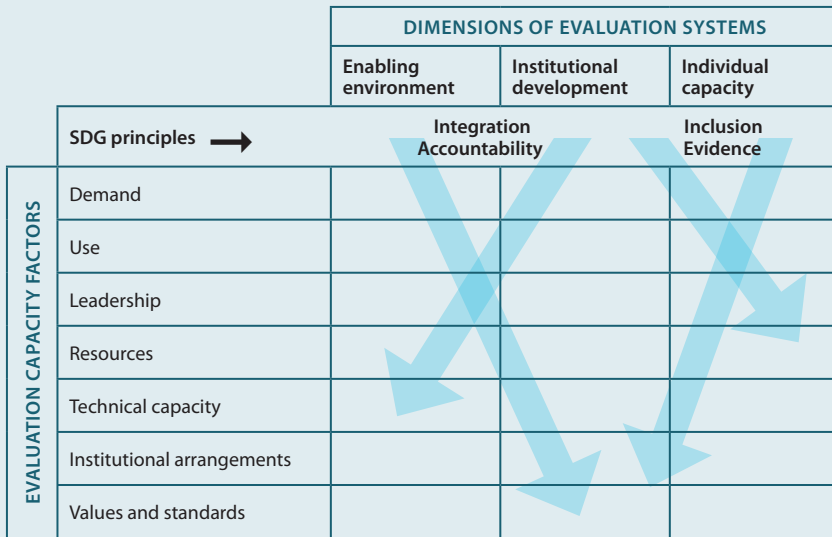 DIMENSIONS OF EVALUATION SYSTEMS
Enabling
environment
Institutional
development
Individual
capacity
SDG principles
Integration
Accountability
Inclusion
Evidence
EVALUATION CAPACITY FACTORS
Demand
Use
Leadership
Resources
Technical capacity
Institutional arrangements
Values and standards